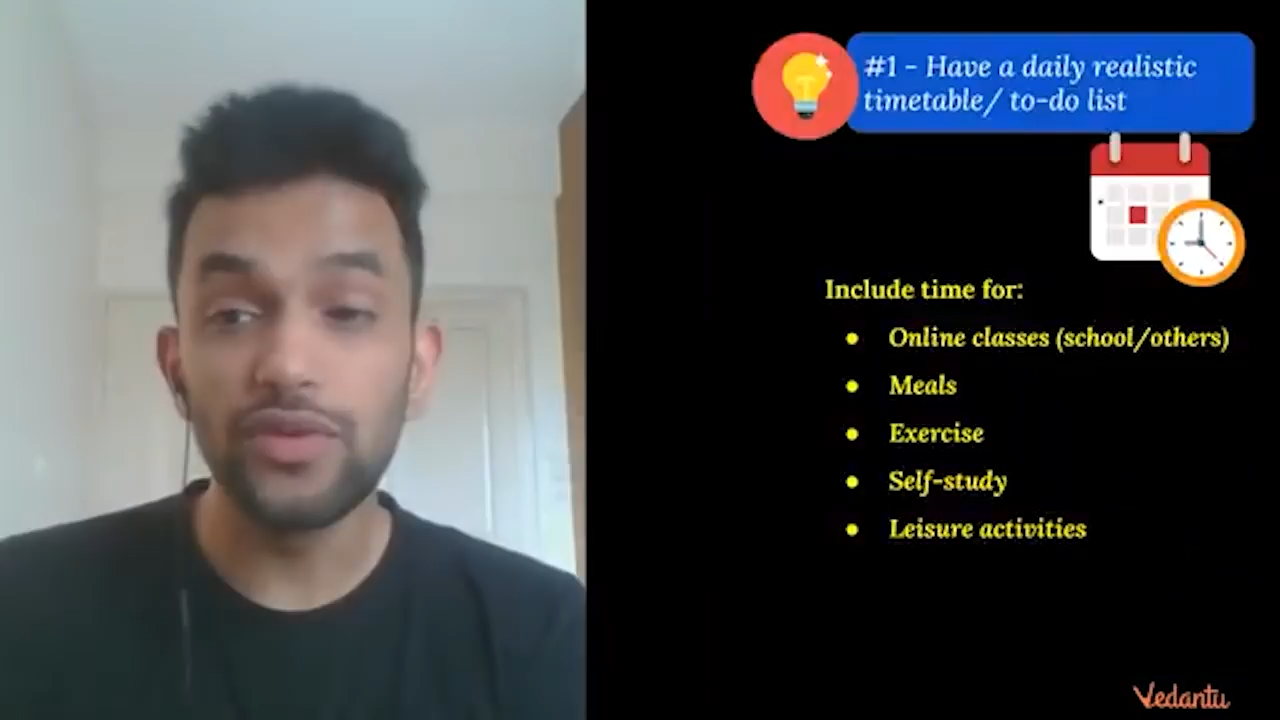 #1 - Have a daily realistic
timetable/ to-do list
Include time for:
Online classes (school/others)
Meals
Exercise
Self-study
Leisure activities
Vedantu